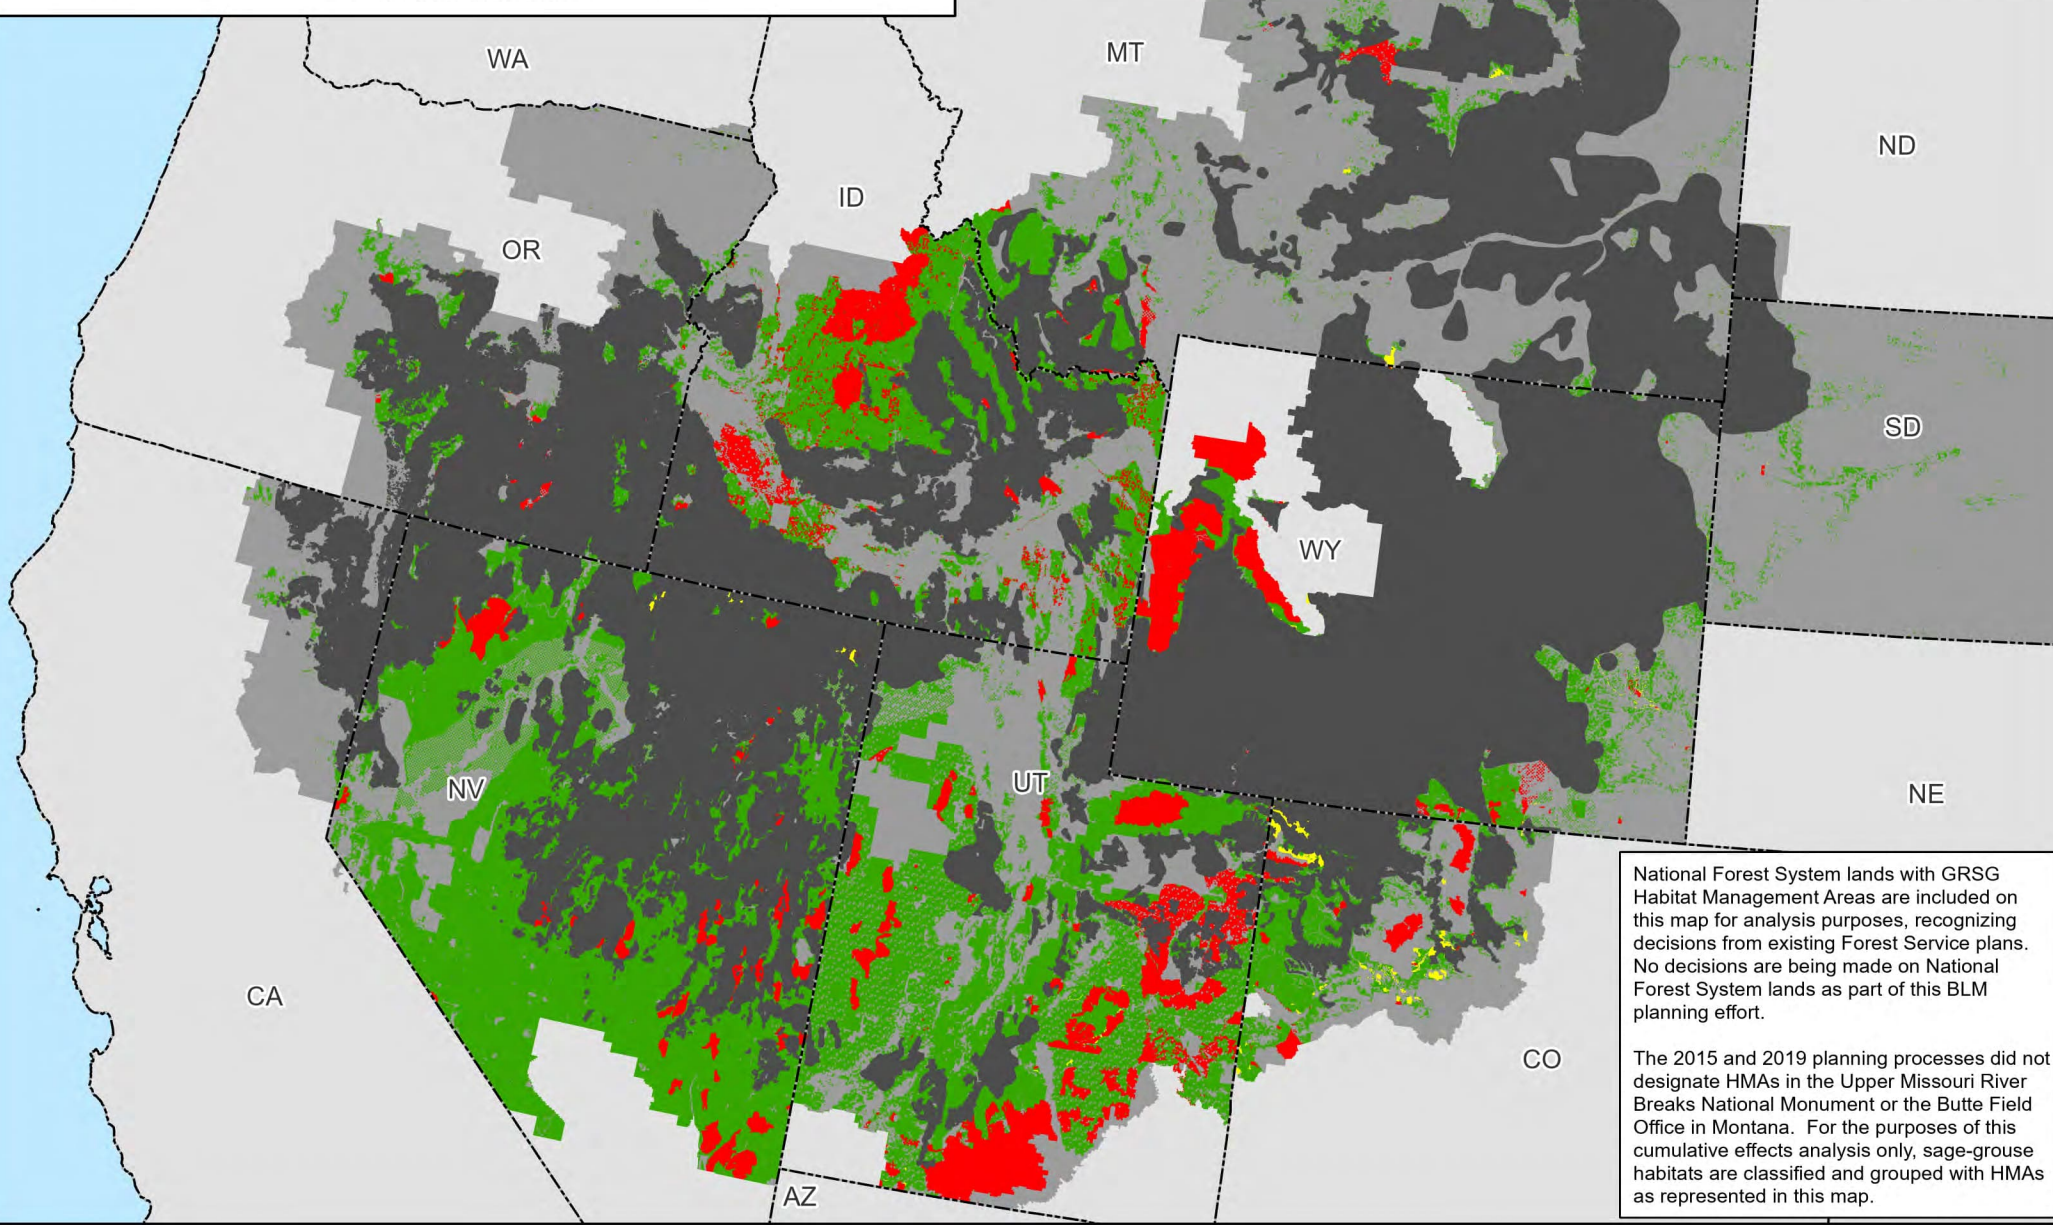 WA
MT
ND
ID
OR
SD
WY
UT
NV
NE
CA
CO
AZ
National Forest System lands with GRSG
Habitat Management Areas are included on
this map for analysis purposes, recognizing
decisions from existing Forest Service plans.
No decisions are being made on National
Forest System lands as part of this BLM
planning effort.
The 2015 and 2019 planning processes did not
designate HMAs in the Upper Missouri River
Breaks National Monument or the Butte Field
Office in Montana. For the purposes of this
cumulative effects analysis only, sage-grouse
habitats are classified and grouped with HMAs
as represented in this map.